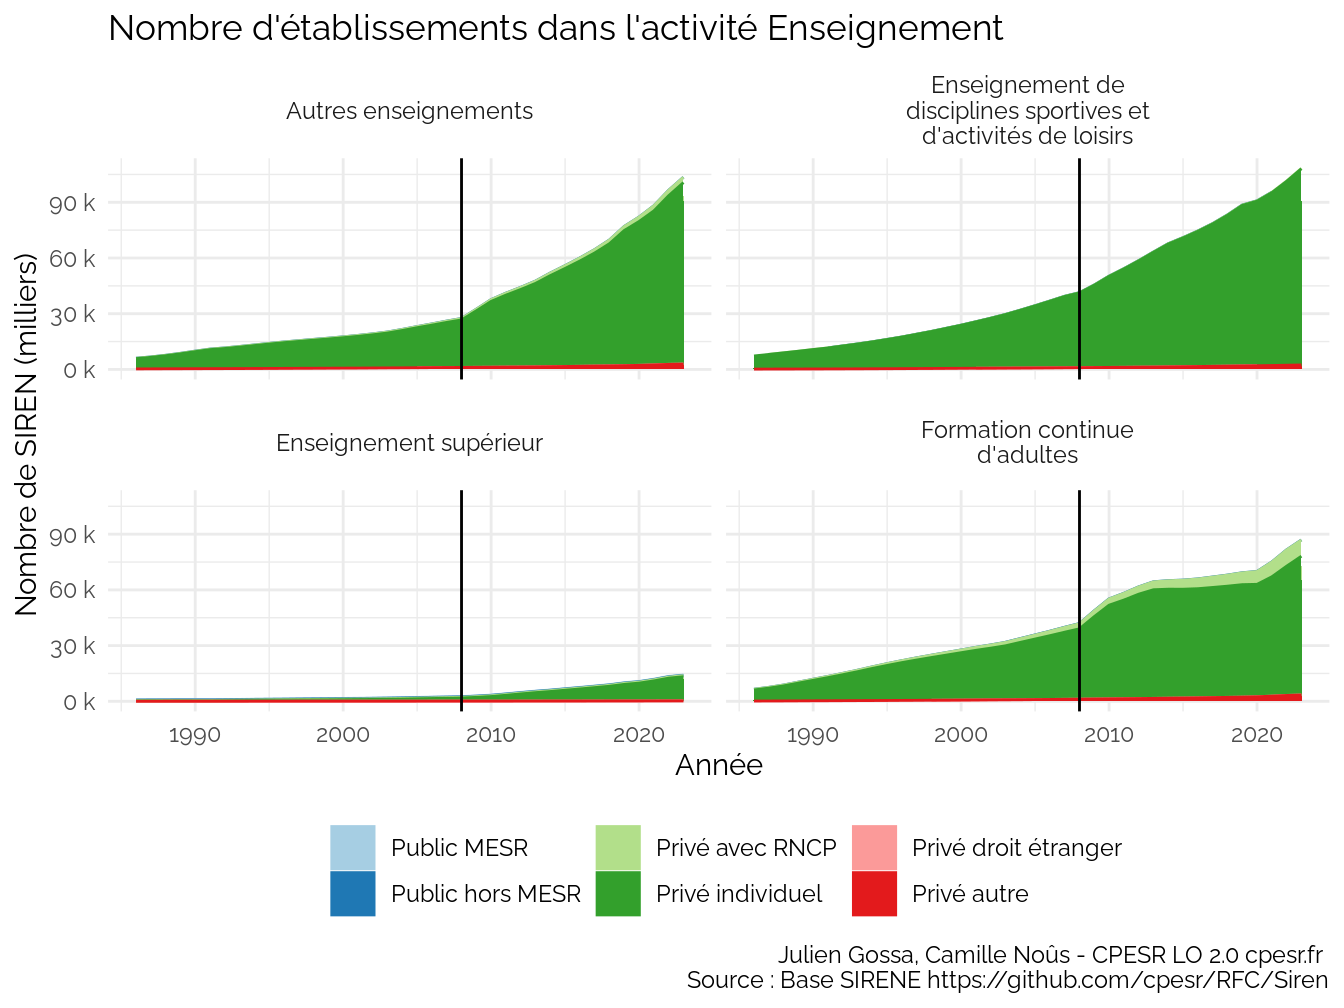 Nombre d'établissements dans l'activité Enseignement
Autres enseignements
Enseignement de
disciplines sportives et
d'activités de loisirs
90 k
60 k
30 k
0 k
Enseignement supérieur
Formation continue
d'adultes
90 k
60 k
30 k
0 k
Nombre de SIREN (milliers)
1990
2000
2010
2020
1990
2000
2010
2020
Année
Public MESR
Privé avec RNCP
Privé droit étranger
Public hors MESR
Privé individuel
Privé autre
Julien Gossa, Camille Noûs - CPESR LO 2.0 cpesr.fr
Source : Base SIRENE https://github.com/cpesr/RFC/Siren